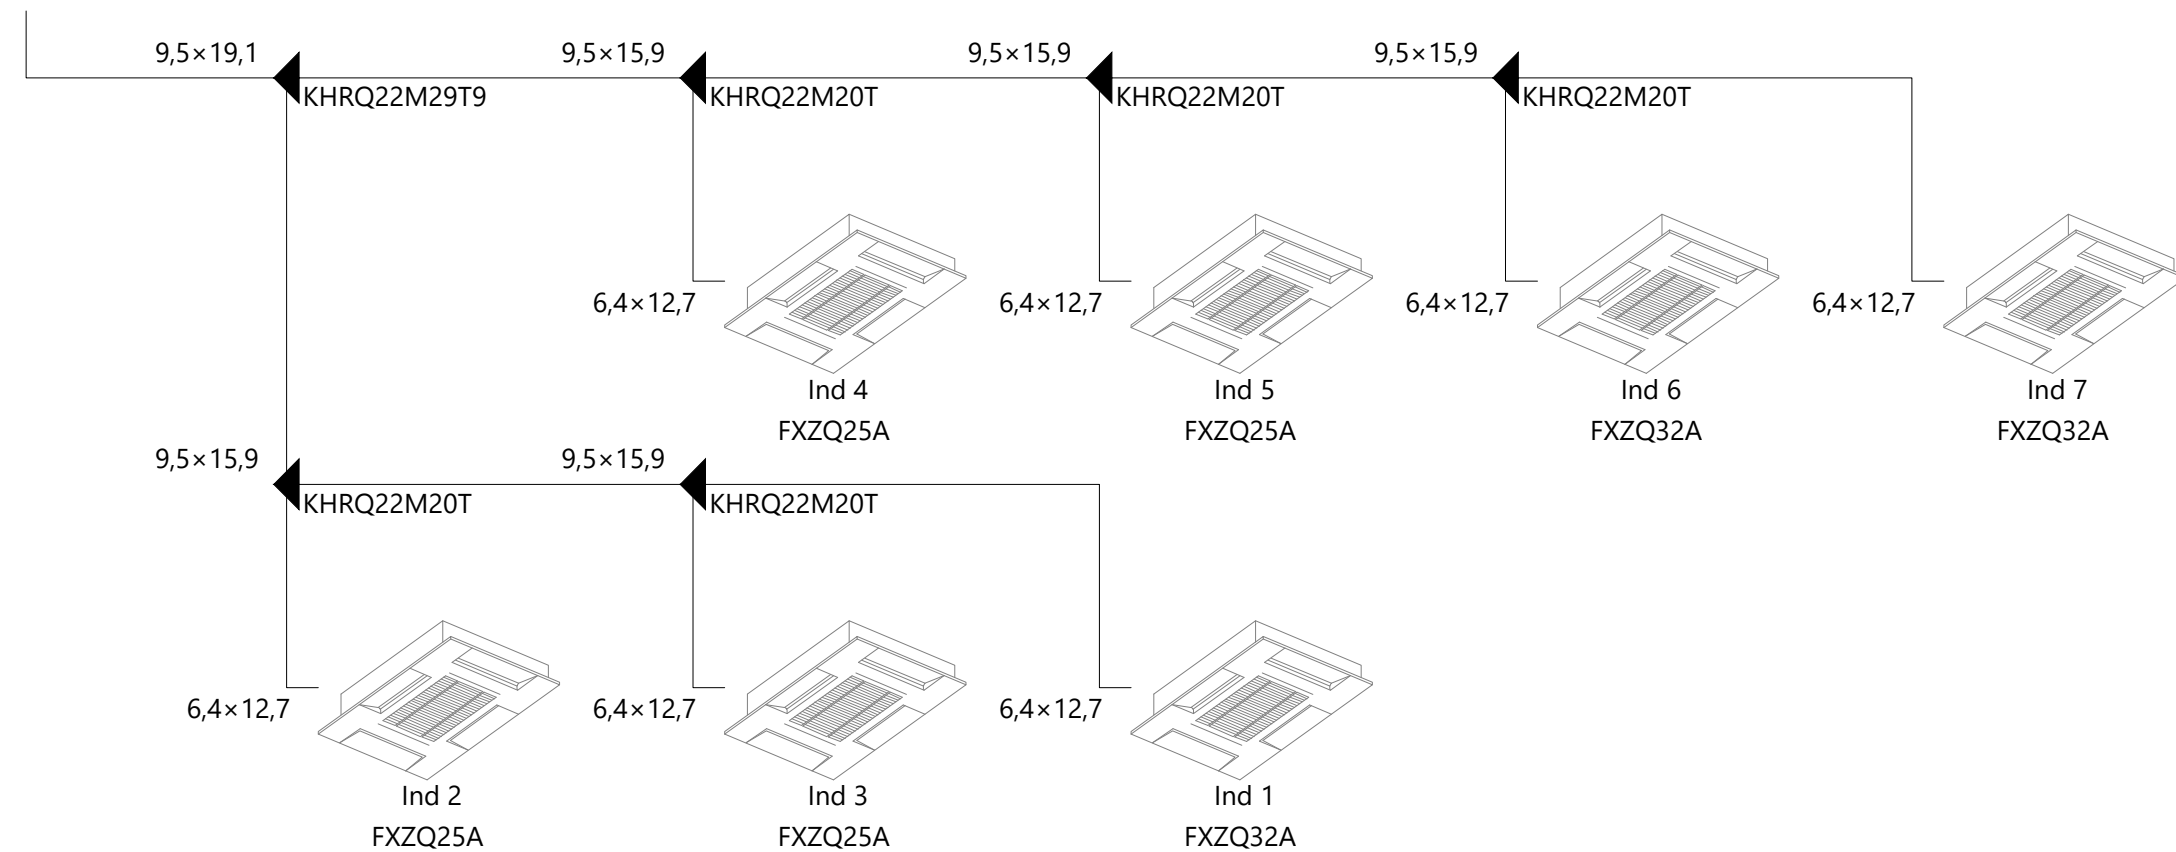 9,5×19,1 9,5×15,9 9,5×15,9 9,5×15,9
KHRQ22M29T9 KHRQ22M20T KHRQ22M20T KHRQ22M20T
6,4×12,7 6,4×12,7 6,4×12,7 6,4×12,7
Ind 4 Ind 5 Ind 6 Ind 7
FXZQ25A FXZQ25A FXZQ32A FXZQ32A
9,5×15,9 9,5×15,9
KHRQ22M20T KHRQ22M20T
6,4×12,7 6,4×12,7 6,4×12,7
Ind 2 Ind 3 Ind 1
FXZQ25A FXZQ25A FXZQ32A